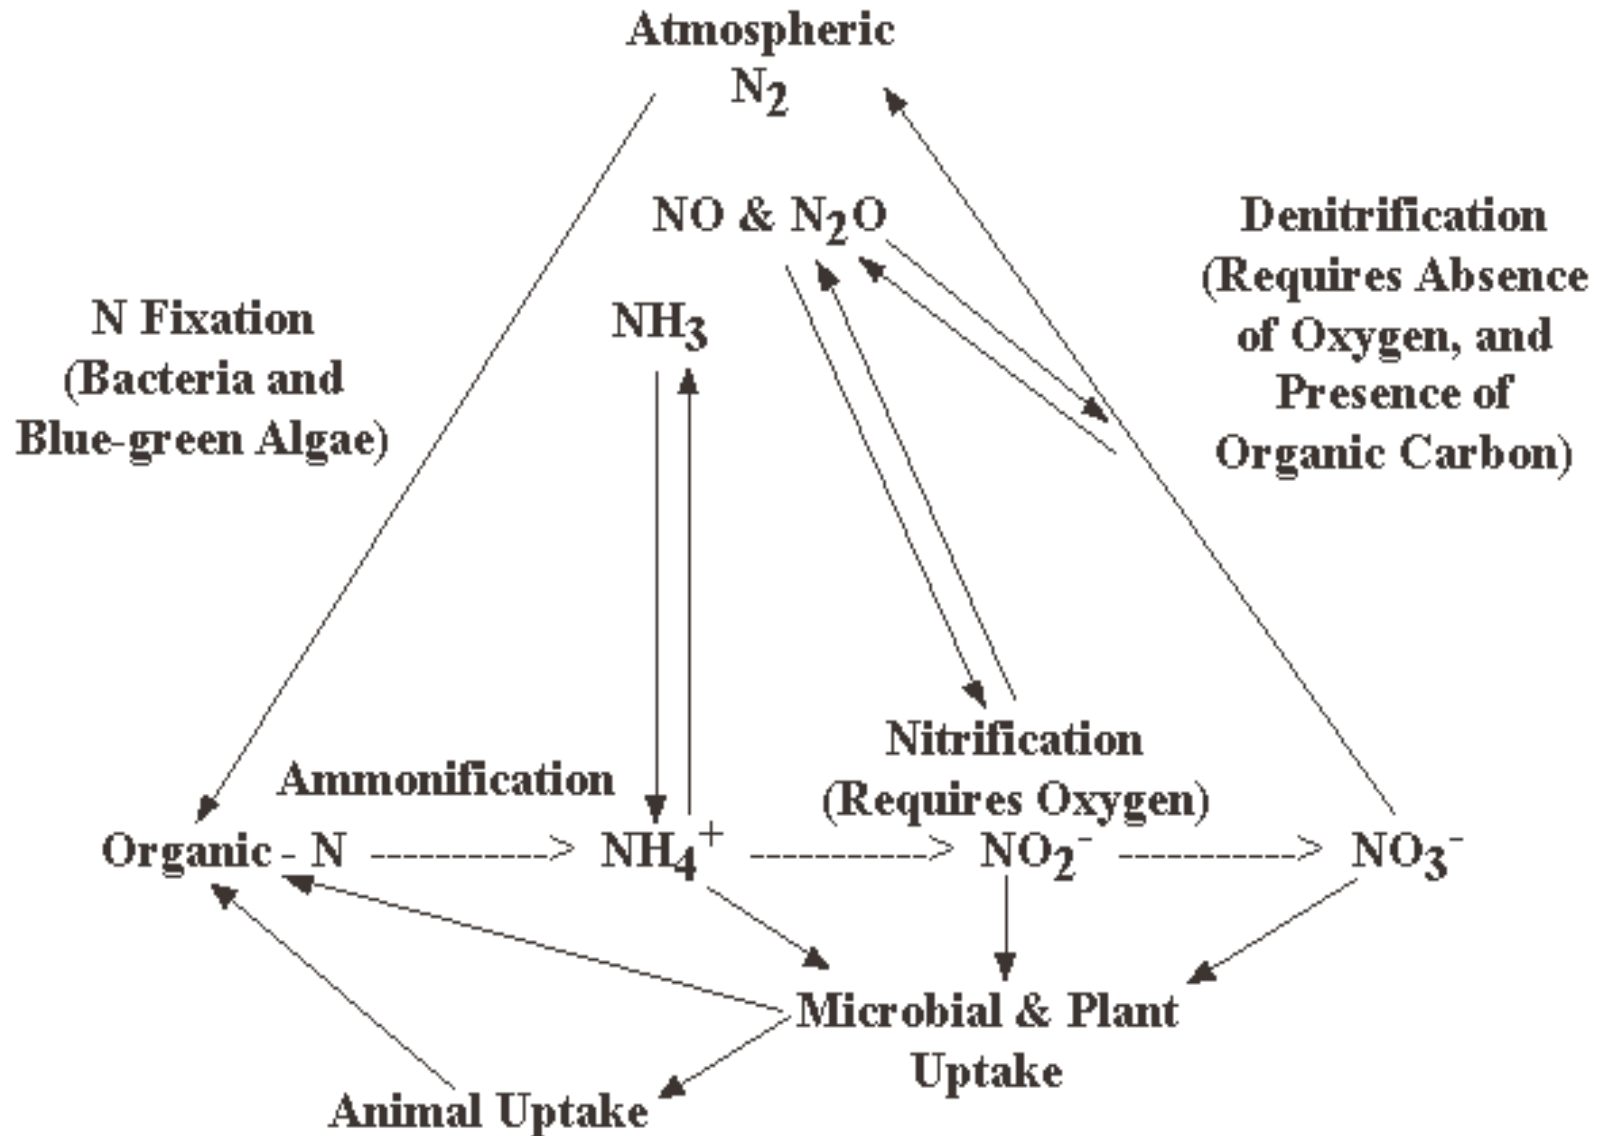 Atmospheric
N₂
NO & N₂O
Denitrification
(Requires Absence
of Oxygen, and
Presence of
Organic Carbon)
N Fixation
(Bacteria and
Blue-green Algae)
NH₃
Nitrification
(Requires Oxygen)
Ammonification
Organic - N
NH₄⁺
NO₂⁻
NO₃⁻
Microbial & Plant
Uptake
Animal Uptake